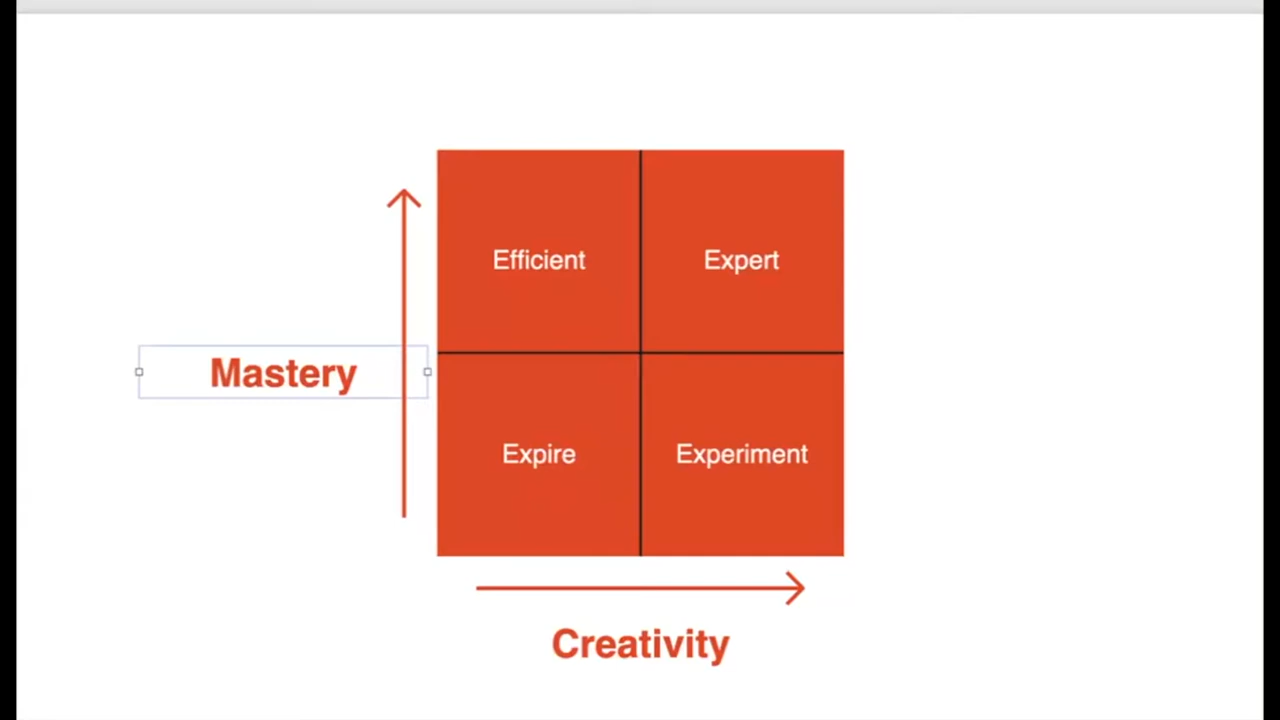 Efficient
Expert
Mastery
Expire
Experiment
Creativity